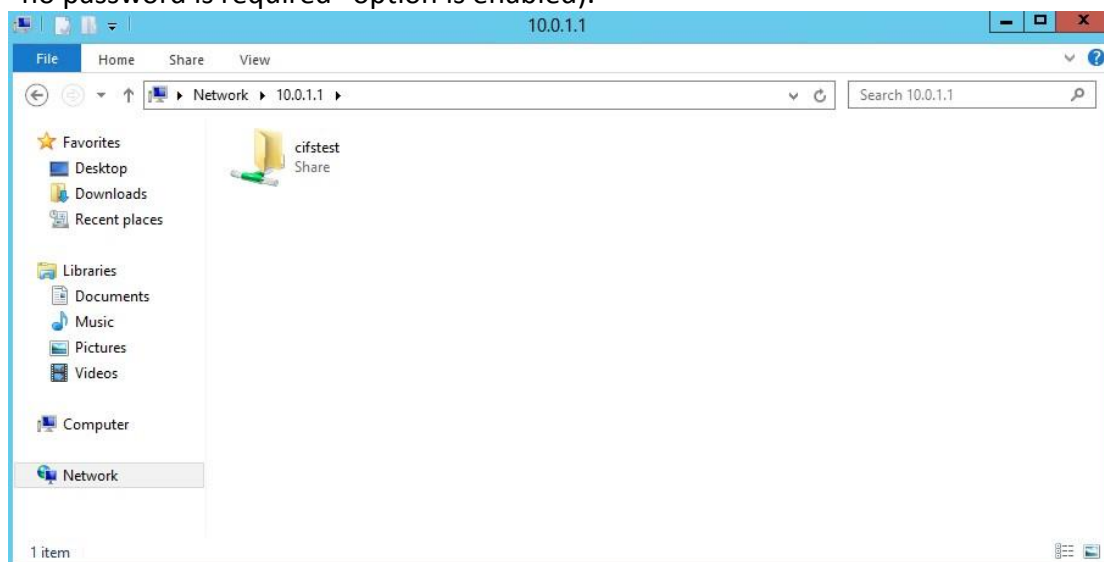 "no password is required" option is enabled).
10.0.1.1
File Home Share View
Network 10.0.1.1
Search 10.0.1.1
Favorites
Desktop
Downloads
Recent places
Libraries
Documents
Music
Pictures
Videos
Computer
Network
cifstest
Share
1 item